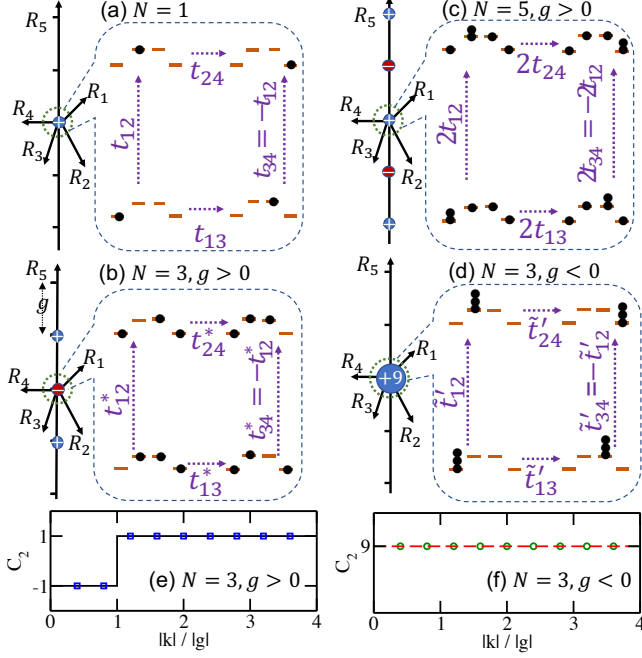 (a) N = 1
R₅
R₄
R₁
R₃
R₂
t₂₄
t₁₂
t₃₄ = −t₁₂
t₁₃
(c) N = 5, g > 0
R₅
R₄
R₁
R₃
R₂
2t₂₄
2t₁₂
2t₃₄ = −2t₁₂
2t₁₃
(b) N = 3, g > 0
R₅
g
R₄
R₁
R₃
R₂
t*₂₄
t*₁₂
t*₃₄ = −t*₁₂
t*₁₃
(d) N = 3, g < 0
R₅
R₄
+9
R₁
R₃
R₂
t̃′₂₄
t̃′₁₂
t̃′₃₄ = −t̃′₁₂
t̃′₁₃
C₂
1
-1
(e) N = 3, g > 0
0 1 2 3 4
|k| / |g|
C₂
9
(f) N = 3, g < 0
0 1 2 3 4
|k| / |g|